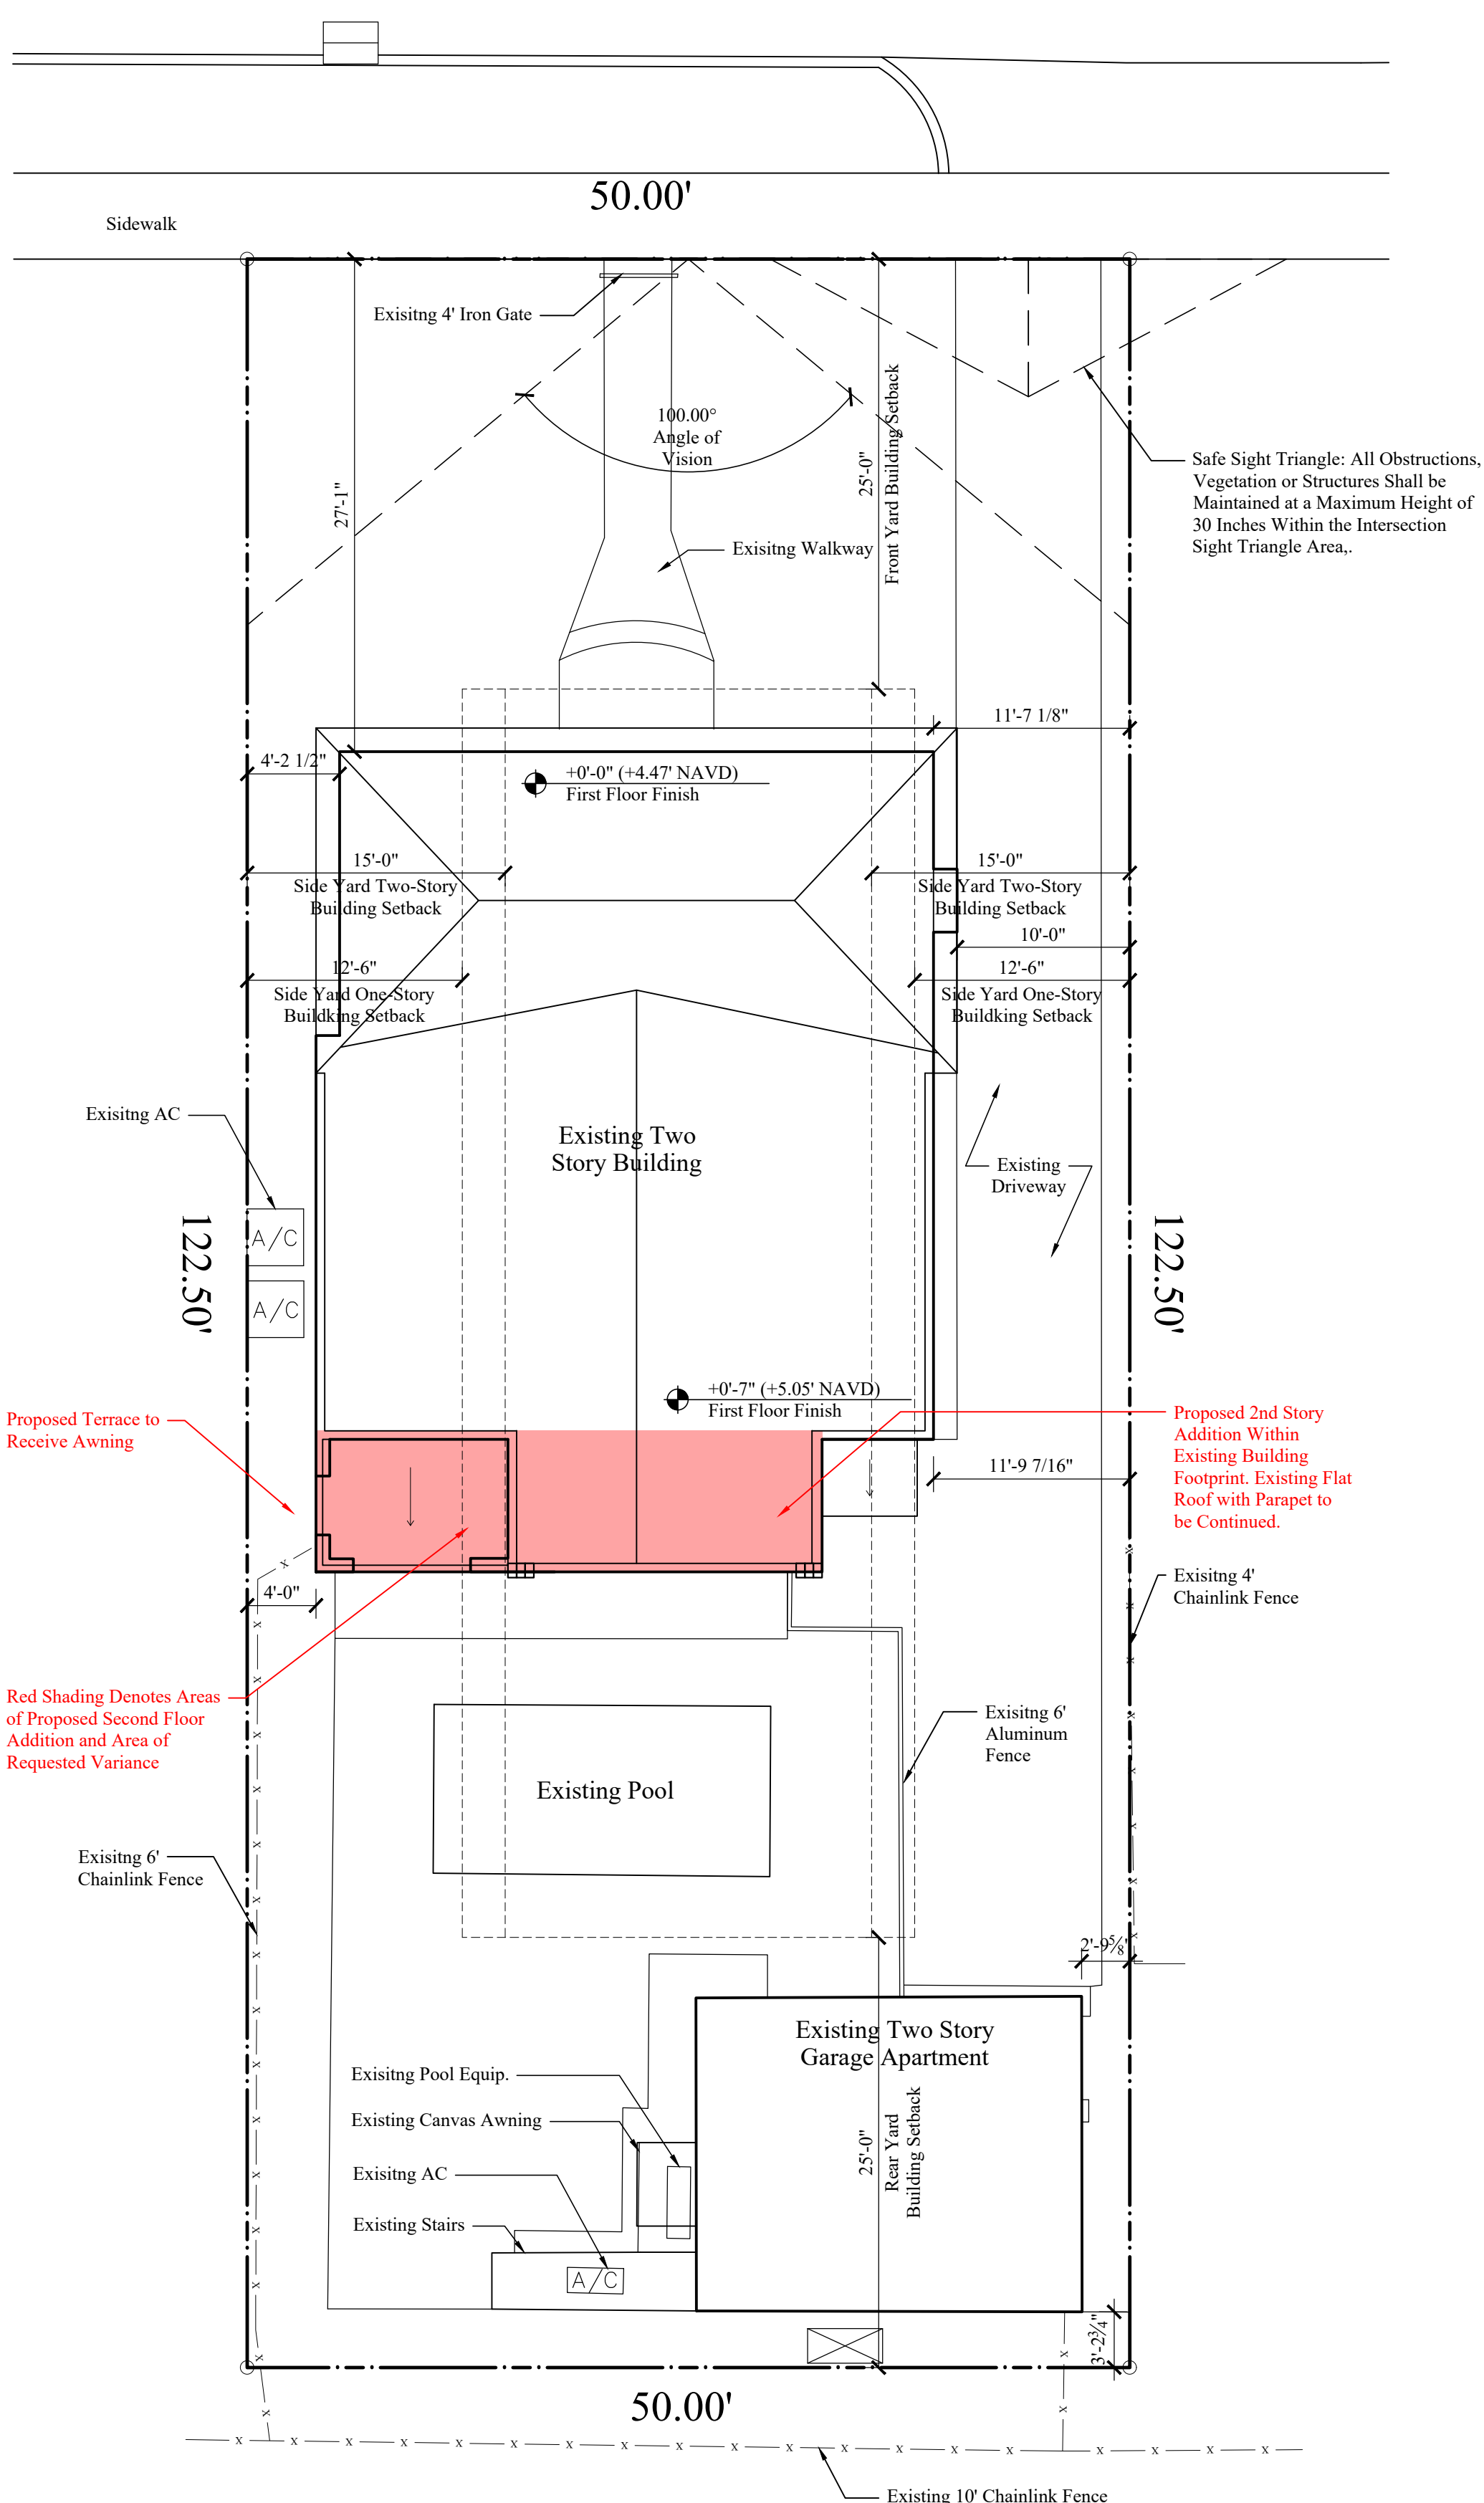 50.00'
Sidewalk
Exisitng 4' Iron Gate
100.00°
Angle of
Vision
27'-1"
25'-0"
Front Yard Building Setback
Safe Sight Triangle: All Obstructions,
Vegetation or Structures Shall be
Maintained at a Maximum Height of
30 Inches Within the Intersection
Sight Triangle Area,.
Exisitng Walkway
11'-7 1/8"
4'-2 1/2"
+0'-0" (+4.47' NAVD)
First Floor Finish
15'-0"
Side Yard Two-Story
Building Setback
15'-0"
Side Yard Two-Story
Building Setback
10'-0"
12'-6"
Side Yard One-Story
Buildking Setback
12'-6"
Side Yard One-Story
Buildking Setback
Exisitng AC
Existing Two
Story Building
Existing
Driveway
122.50'
122.50'
A/C
A/C
+0'-7" (+5.05' NAVD)
First Floor Finish
Proposed Terrace to
Receive Awning
Proposed 2nd Story
Addition Within
Existing Building
Footprint. Existing Flat
Roof with Parapet to
be Continued.
11'-9 7/16"
4'-0"
Exisitng 4'
Chainlink Fence
Red Shading Denotes Areas
of Proposed Second Floor
Addition and Area of
Requested Variance
Exisitng 6'
Aluminum
Fence
Existing Pool
Exisitng 6'
Chainlink Fence
2'-9⅝"
Existing Two Story
Garage Apartment
Exisitng Pool Equip.
Existing Canvas Awning
Exisitng AC
Existing Stairs
25'-0"
Rear Yard
Building Setback
A/C
3'-2¾"
50.00'
Existing 10' Chainlink Fence